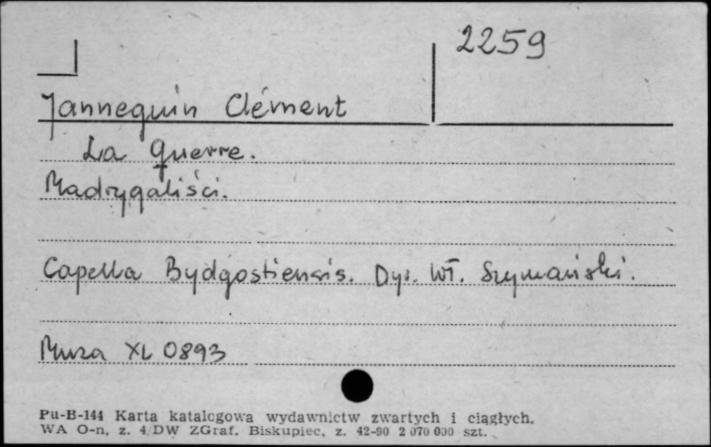 2259
Jannequin Clément
La Guerre.
Madrygaliści.
Capella Bydgostiensis. Dyr. Wł. Szymański.
Muza XL 0893
Pu-B-144 Karta katalogowa wydawnictw zwartych i ciągłych.
WA O-n, z. 4/DW ZGraf. Biskupiec, z. 42-90 2 070 000 szt.